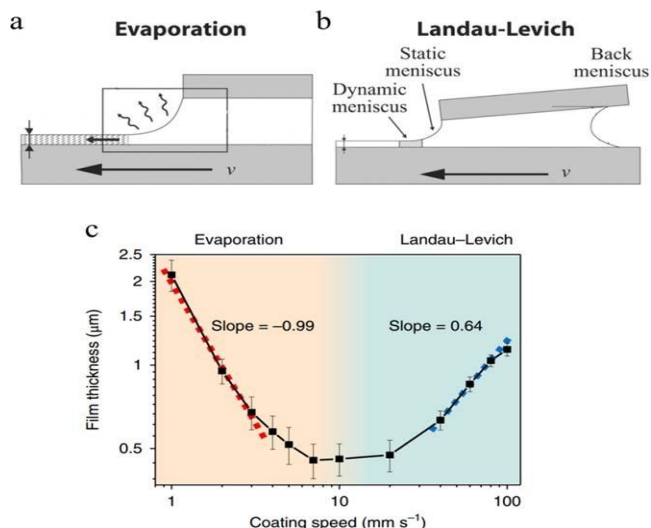 a
Evaporation
v
b
Landau-Levich
Static
meniscus
Back
meniscus
Dynamic
meniscus
v
c
Evaporation
Landau–Levich
2.5
2
1.5
1
0.5
Slope = –0.99
Slope = 0.64
Film thickness (μm)
1
10
100
Coating speed (mm s⁻¹)